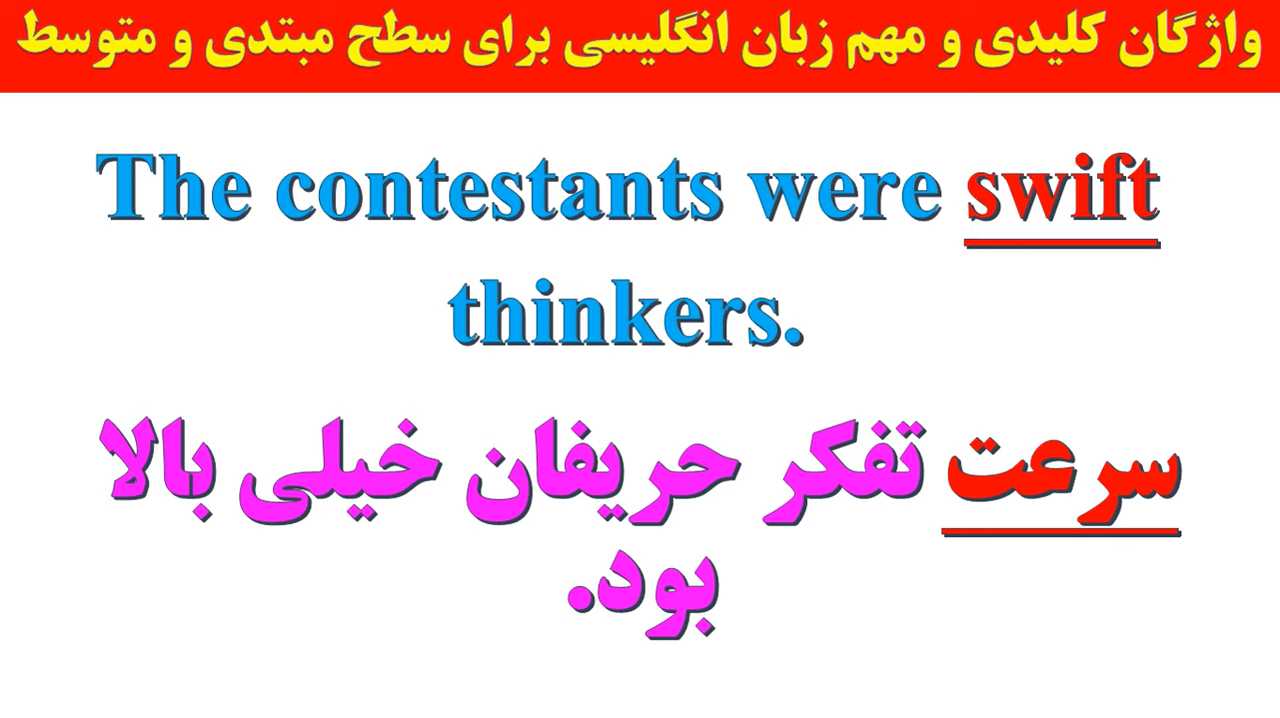 واژگان کلیدی و مهم زبان انگلیسی برای سطح مبتدی و متوسط
The contestants were swift
thinkers.
سرعت تفکر حریفان خیلی بالا
بود.